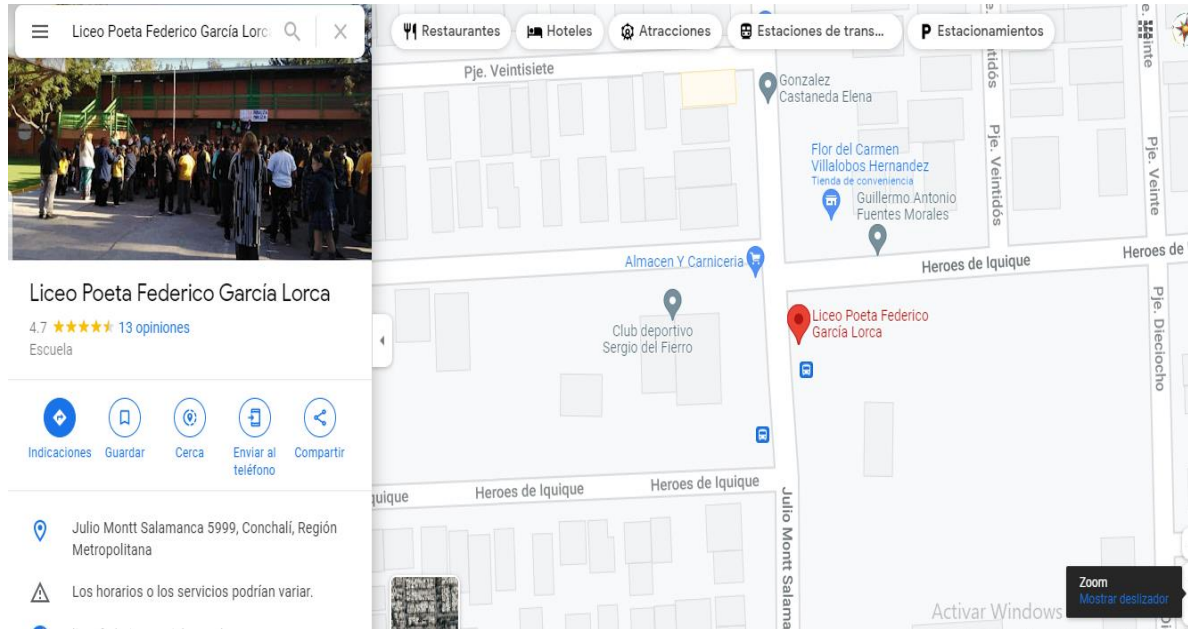 Liceo Poeta Federico García Lorc
Liceo Poeta Federico García Lorca
4.7
13 opiniones
Escuela
Indicaciones
Guardar
Cerca
Enviar al
teléfono
Compartir
Julio Montt Salamanca 5999, Conchalí, Región
Metropolitana
Los horarios o los servicios podrían variar.
Restaurantes
Hoteles
Atracciones
Estaciones de trans...
P Estacionamientos
Pje. Veintisiete
Gonzalez
Castaneda Elena
Flor del Carmen
Villalobos Hernandez
Tienda de conveniencia
Guillermo Antonio
Fuentes Morales
Pje. Veintidós
Pje. Veinte
Almacen Y Carniceria
Heroes de Iquique
Heroes de
Club deportivo
Sergio del Fierro
Liceo Poeta Federico
García Lorca
Pje. Dieciocho
quique
Heroes de Iquique
Heroes de Iquique
Julio Montt Salama
Zoom
Mostrar deslizador
Activar Windows